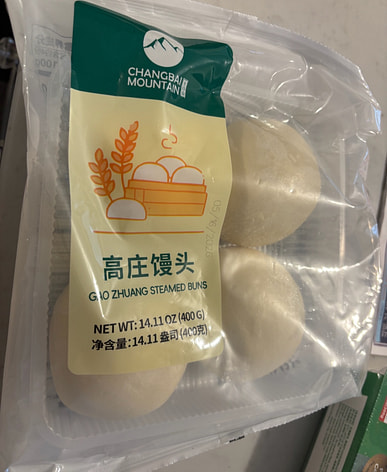 CHANGBAI
MOUNTAIN
高庄馒头
GAO ZHUANG STEAMED BUNS
NET WT: 14.11 OZ (400 G)
净含量: 14.11 盎司 (400克)